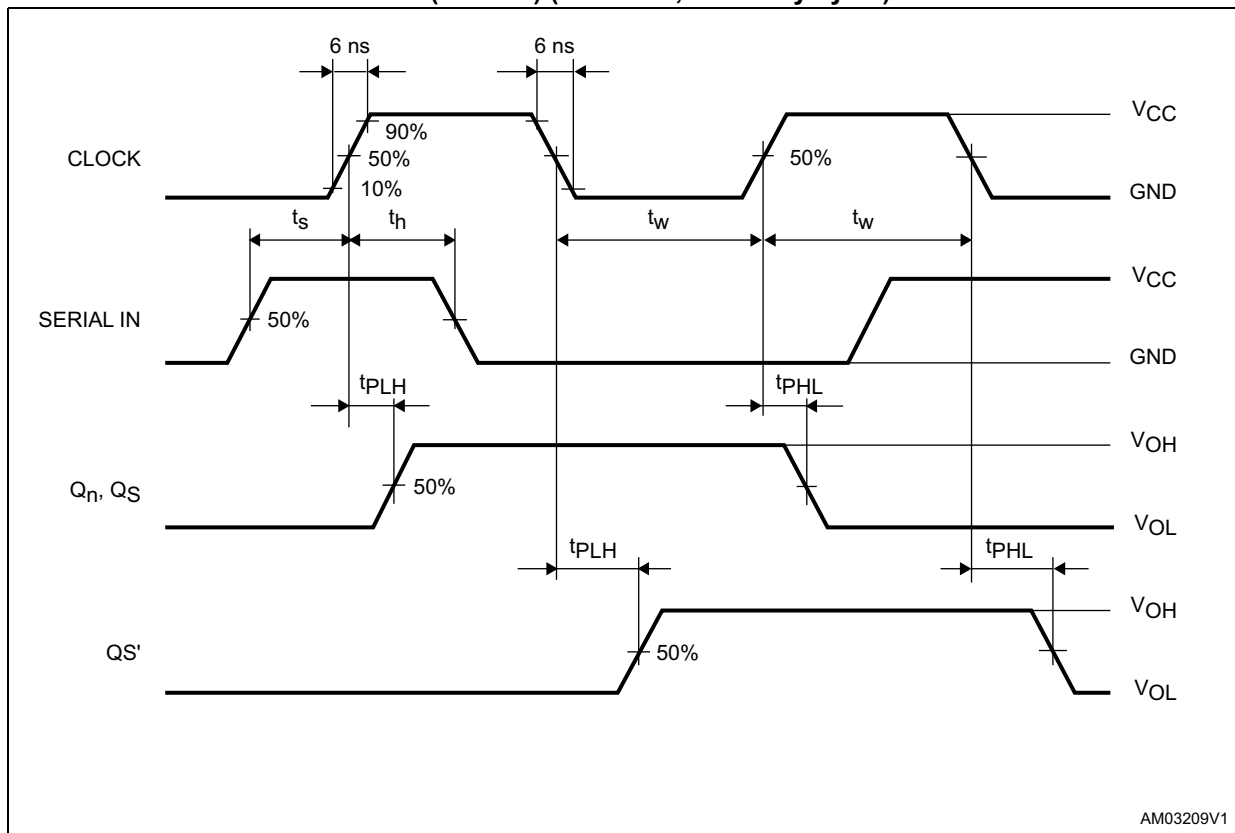 6 ns 6 ns
VCC
90%
CLOCK 50% 50%
10%
GND
ts th tw tw
VCC
SERIAL IN 50%
GND
tPLH tPHL
VOH
Qn, QS 50%
VOL
tPLH tPHL
VOH
QS' 50%
VOL
AM03209V1